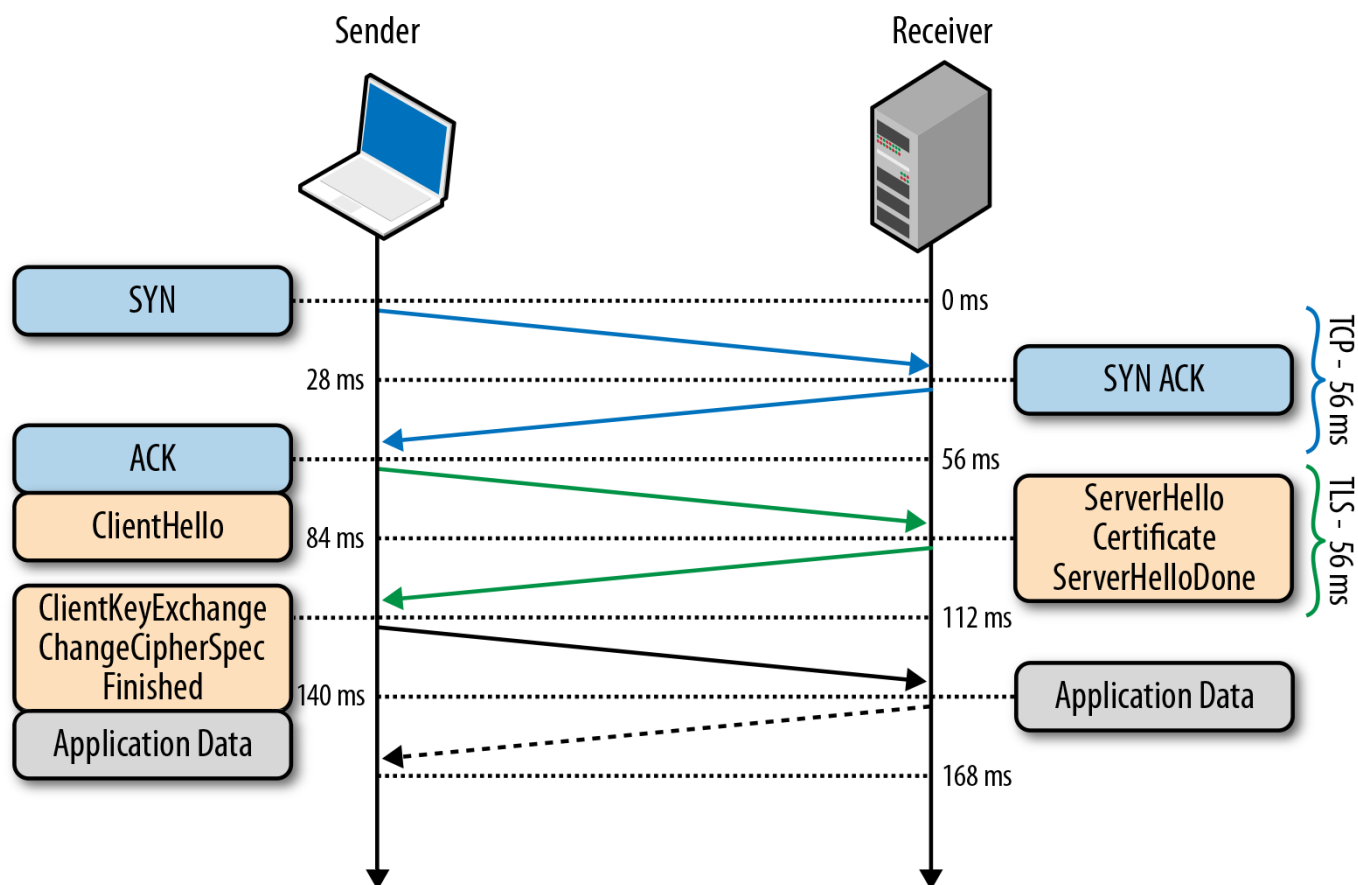 Sender
Receiver
SYN
0 ms
28 ms
SYN ACK
TCP - 56 ms
ACK
56 ms
ClientHello
84 ms
ServerHello
Certificate
ServerHelloDone
TLS - 56 ms
ClientKeyExchange
ChangeCipherSpec
Finished
112 ms
140 ms
Application Data
Application Data
168 ms